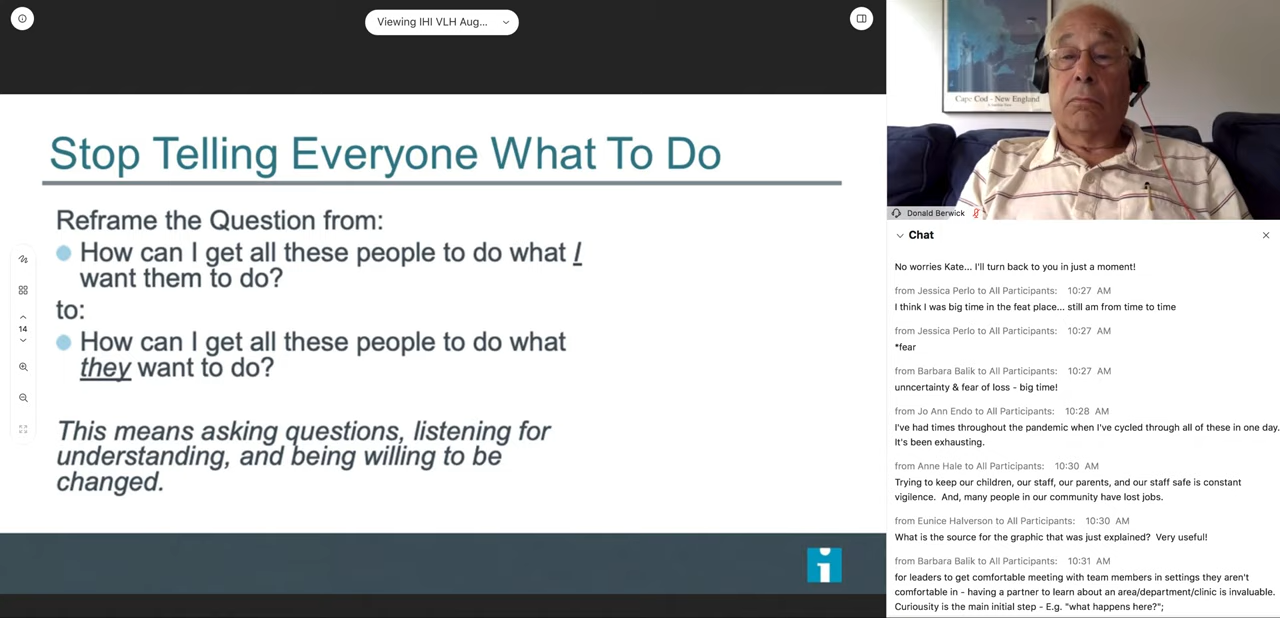 Viewing IHI VLH Aug...
Stop Telling Everyone What To Do
Reframe the Question from:
How can I get all these people to do what I
want them to do?
to:
How can I get all these people to do what
they want to do?
This means asking questions, listening for
understanding, and being willing to be
changed.
14
i
Cape Cod - New England
Donald Berwick
Chat
No worries Kate... I'll turn back to you in just a moment!
from Jessica Perlo to All Participants: 10:27 AM
I think I was big time in the feat place... still am from time to time
from Jessica Perlo to All Participants: 10:27 AM
*fear
from Barbara Balik to All Participants: 10:27 AM
unncertainty & fear of loss - big time!
from Jo Ann Endo to All Participants: 10:28 AM
I've had times throughout the pandemic when I've cycled through all of these in one day.
It's been exhausting.
from Anne Hale to All Participants: 10:30 AM
Trying to keep our children, our staff, our parents, and our staff safe is constant
vigilence. And, many people in our community have lost jobs.
from Eunice Halverson to All Participants: 10:30 AM
What is the source for the graphic that was just explained? Very useful!
from Barbara Balik to All Participants: 10:31 AM
for leaders to get comfortable meeting with team members in settings they aren't
comfortable in - having a partner to learn about an area/department/clinic is invaluable.
Curiousity is the main initial step - E.g. "what happens here?";